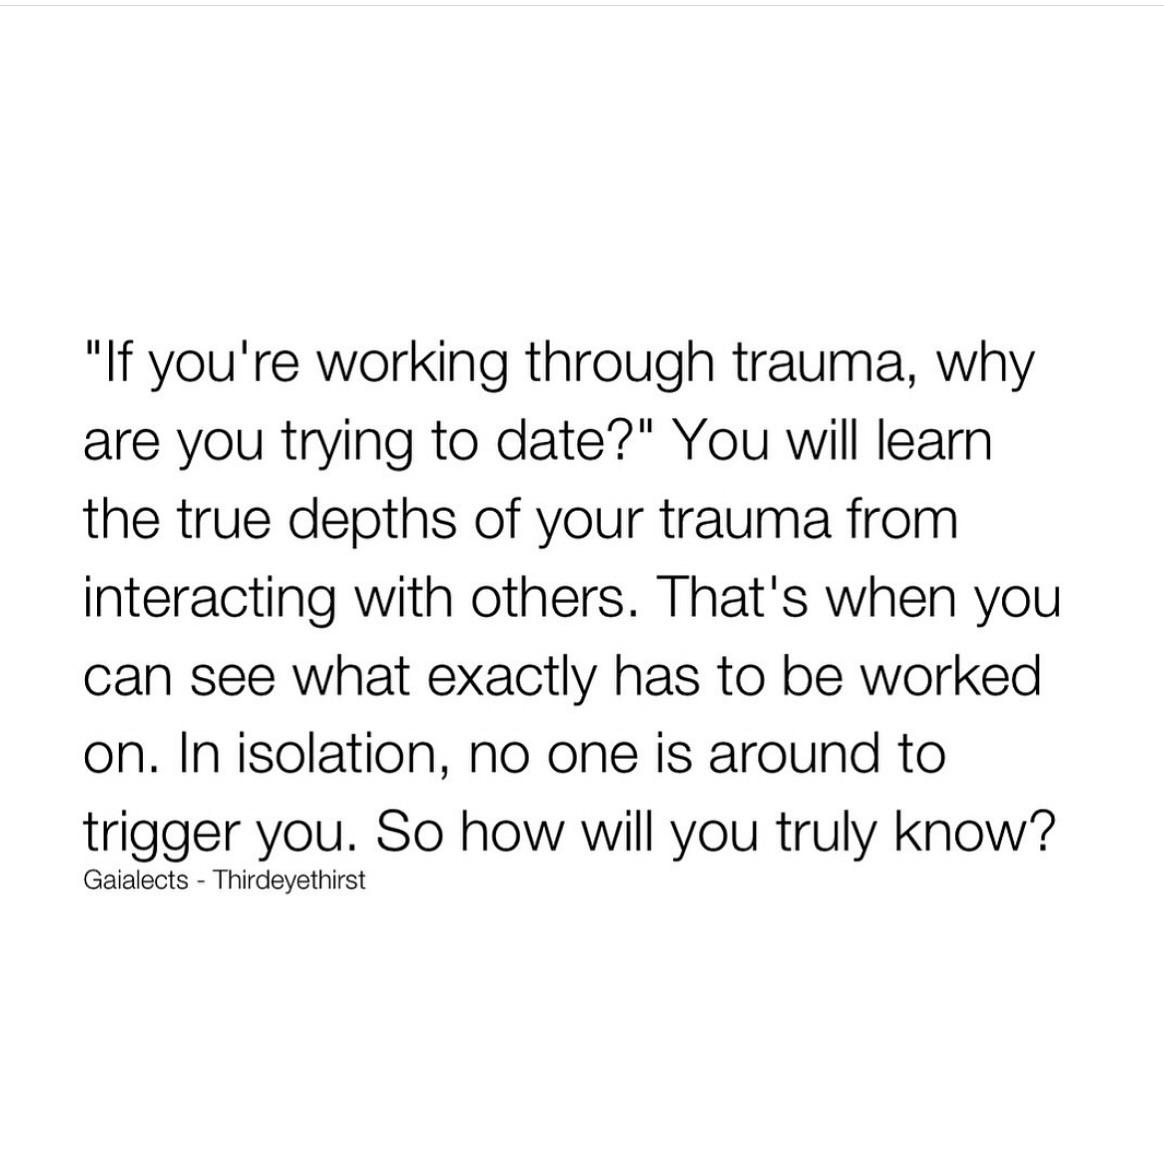 "If you're working through trauma, why
are you trying to date?" You will learn
the true depths of your trauma from
interacting with others. That's when you
can see what exactly has to be worked
on. In isolation, no one is around to
trigger you. So how will you truly know?
Gaialects - Thirdeyethirst